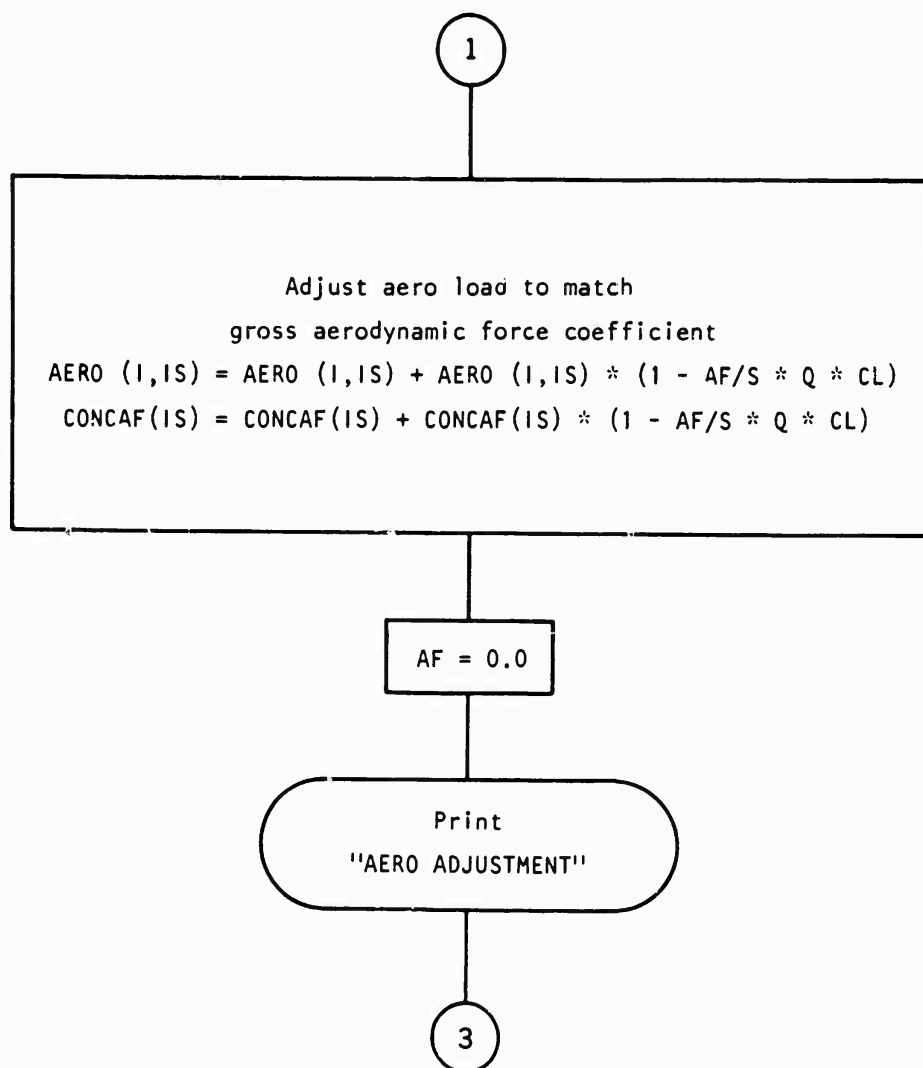 1
Adjust aero load to match
gross aerodynamic force coefficient
AERO (I,IS) = AERO (I,IS) + AERO (I,IS) * (1 - AF/S * Q * CL)
CONCAF(IS) = CONCAF(IS) + CONCAF(IS) * (1 - AF/S * Q * CL)
AF = 0.0
Print
"AERO ADJUSTMENT"
3